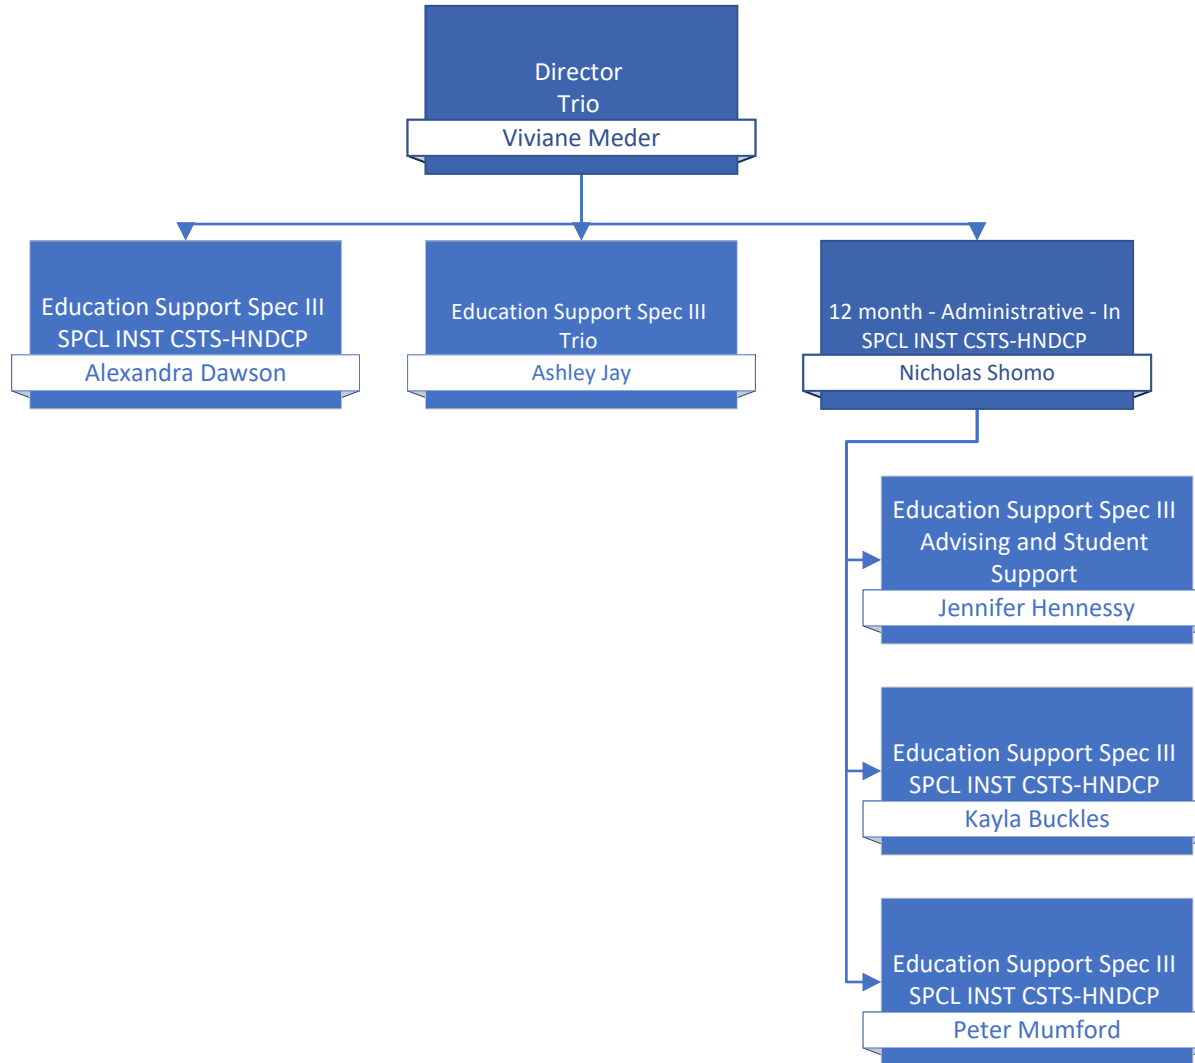 Director
Trio
Viviane Meder
Education Support Spec III
SPCL INST CSTS-HNDCP
Alexandra Dawson
Education Support Spec III
Trio
Ashley Jay
12 month - Administrative - In
SPCL INST CSTS-HNDCP
Nicholas Shomo
Education Support Spec III
Advising and Student
Support
Jennifer Hennessy
Education Support Spec III
SPCL INST CSTS-HNDCP
Kayla Buckles
Education Support Spec III
SPCL INST CSTS-HNDCP
Peter Mumford